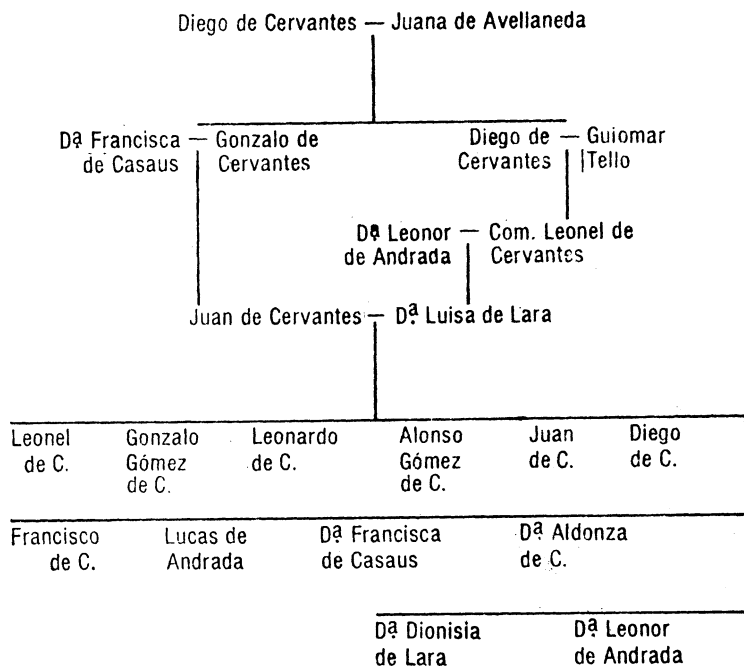 Diego de Cervantes — Juana de Avellaneda
Dª Francisca — Gonzalo de
de Casaus Cervantes
Diego de — Guiomar
Cervantes Tello
Dª Leonor — Com. Leonel de
de Andrada Cervantes
Juan de Cervantes — Dª Luisa de Lara
Leonel
de C.
Gonzalo
Gómez
de C.
Leonardo
de C.
Alonso
Gómez
de C.
Juan
de C.
Diego
de C.
Francisco
de C.
Lucas de
Andrada
Dª Francisca
de Casaus
Dª Aldonza
de C.
Dª Dionisia
de Lara
Dª Leonor
de Andrada